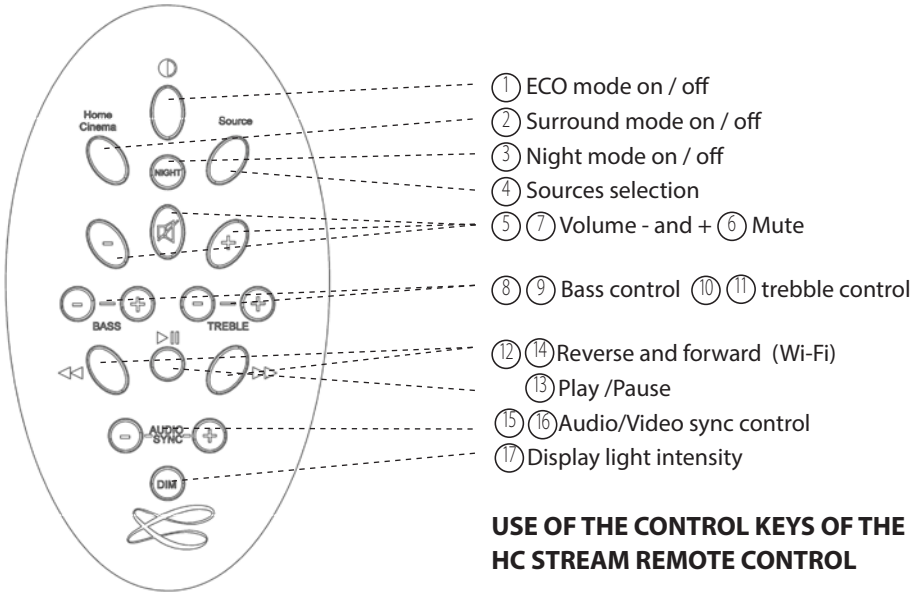 Home
Cinema
Source
NIGHT
BASS
TREBLE
AUDIO
SYNC
DIM
① ECO mode on / off
② Surround mode on / off
③ Night mode on / off
④ Sources selection
⑤ ⑦ Volume - and + ⑥ Mute
⑧ ⑨ Bass control ⑩ ⑪ trebble control
⑫ ⑭ Reverse and forward (Wi-Fi)
⑬ Play /Pause
⑮ ⑯ Audio/Video sync control
⑰ Display light intensity
USE OF THE CONTROL KEYS OF THE
HC STREAM REMOTE CONTROL